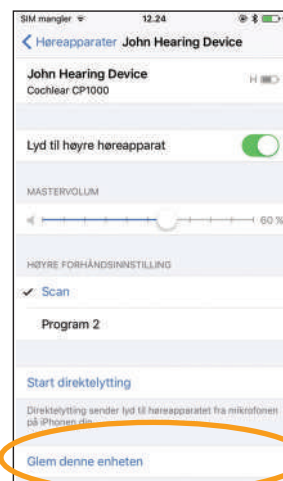 SIM mangler 12.24
Høreapparater John Hearing Device
John Hearing Device
Cochlear CP1000
H
Lyd til høyre høreapparat
MASTERVOLUM
60 %
HØYRE FORHÅNDSINNSTILLING
✓ Scan
Program 2
Start direktelytting
Direktelytting sender lyd til høreapparatet fra mikrofonen
på iPhonen din.
Glem denne enheten